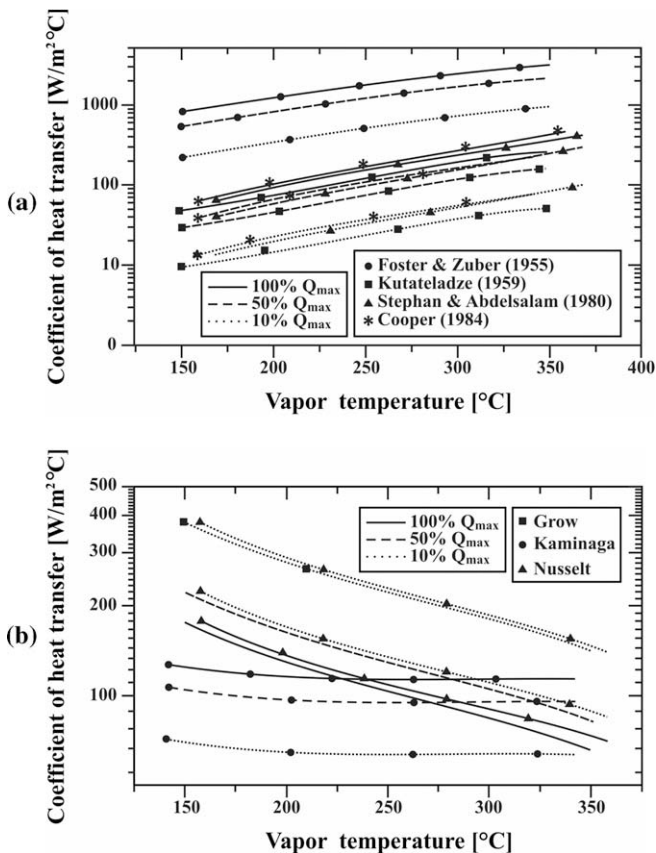 (a)
Coefficient of heat transfer [W/m²°C]
1000
100
10
0
100% Qmax
50% Qmax
10% Qmax
Foster & Zuber (1955)
Kutateladze (1959)
Stephan & Abdelsalam (1980)
Cooper (1984)
150 200 250 300 350 400
Vapor temperature [°C]
(b)
Coefficient of heat transfer [W/m²°C]
500
400
300
200
100
100% Qmax
50% Qmax
10% Qmax
Grow
Kaminaga
Nusselt
150 200 250 300 350
Vapor temperature [°C]